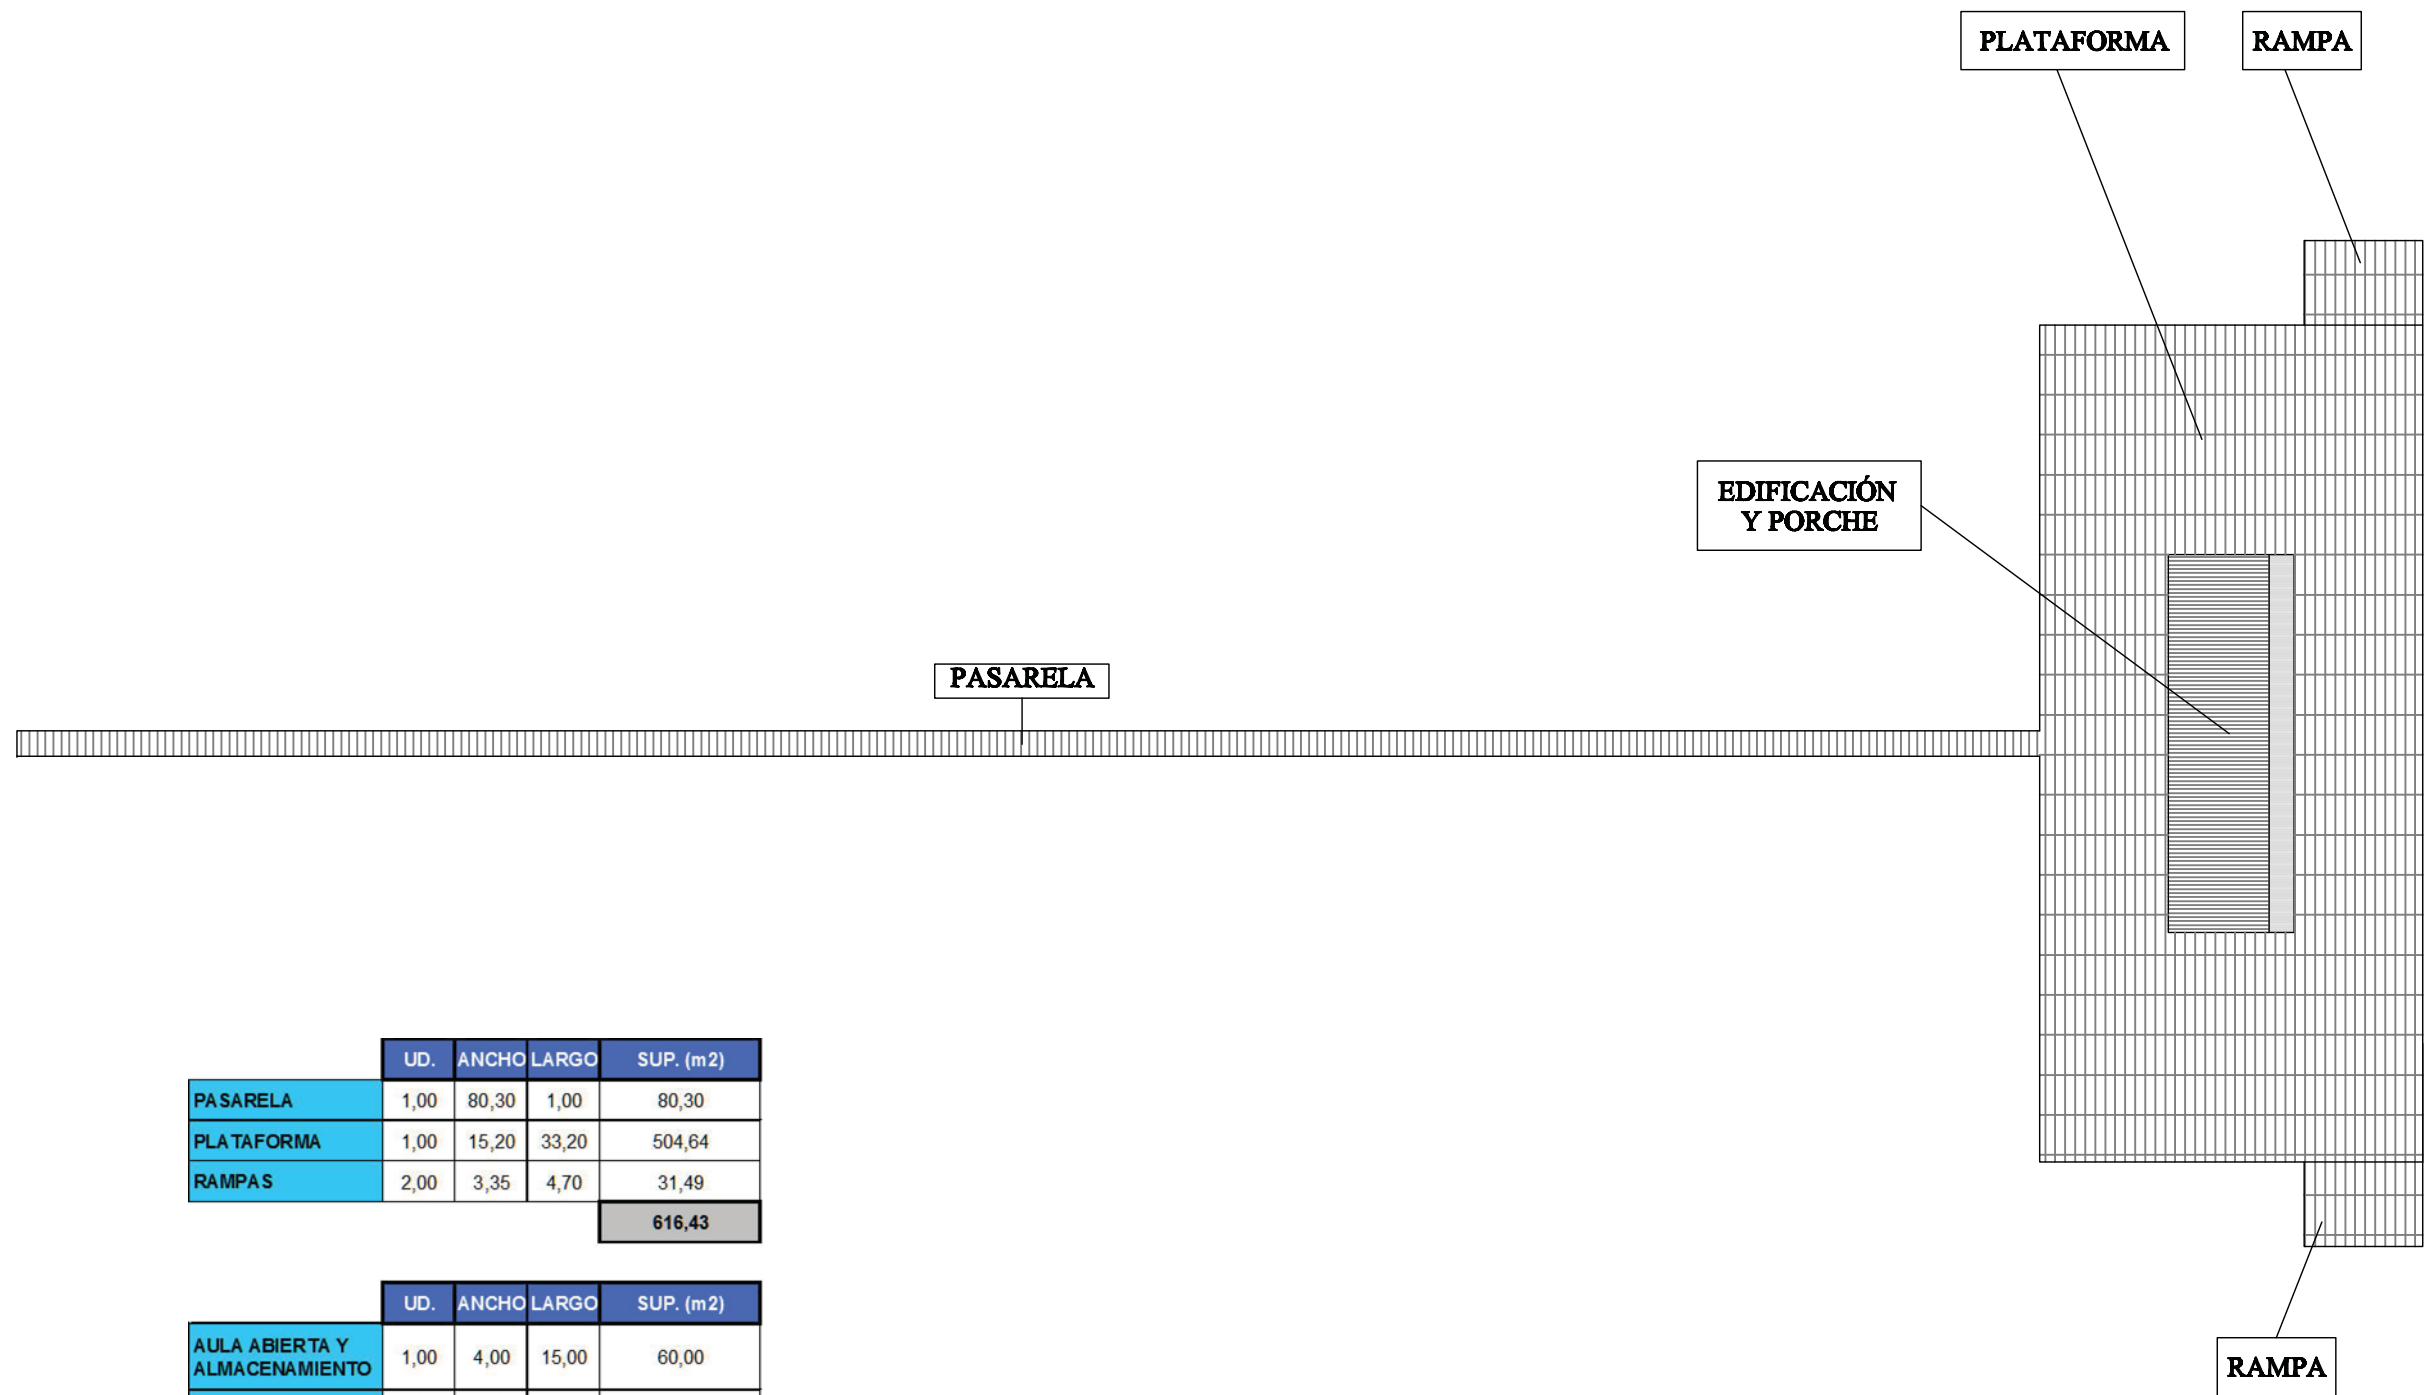 PLATAFORMA
RAMPA
EDIFICACIÓN
Y PORCHE
PASARELA
UD. ANCHO LARGO SUP. (m2)
PASARELA 1,00 80,30 1,00 80,30
PLATAFORMA 1,00 15,20 33,20 504,64
RAMPAS 2,00 3,35 4,70 31,49
616,43
UD. ANCHO LARGO SUP. (m2)
AULA ABIERTA Y
ALMACENAMIENTO 1,00 4,00 15,00 60,00
RAMPA